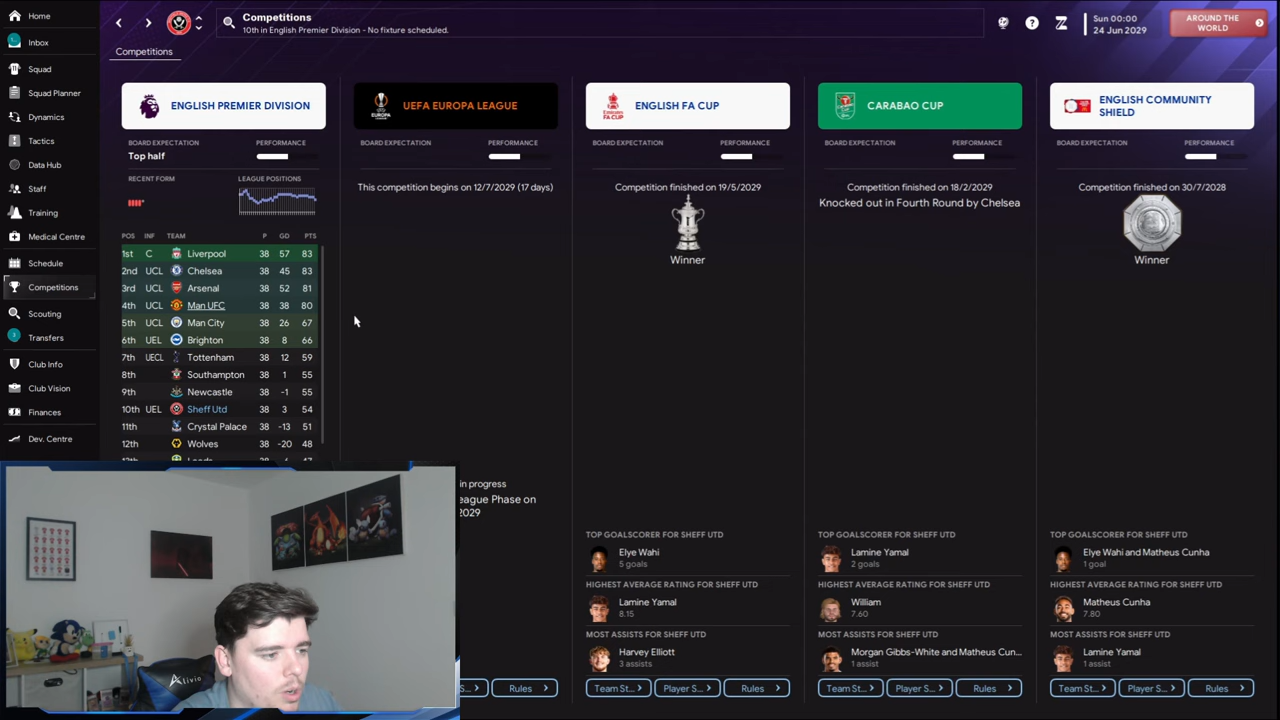 Home
Inbox
Squad
Squad Planner
Dynamics
Tactics
Data Hub
Staff
Training
Medical Centre
Schedule
Competitions
Scouting
Transfers
Club Info
Club Vision
Finances
Dev. Centre
Competitions
10th in English Premier Division - No fixture scheduled.
Sun 00:00
24 Jun 2029
AROUND THE
WORLD
Competitions
ENGLISH PREMIER DIVISION
BOARD EXPECTATION PERFORMANCE
Top half
RECENT FORM LEAGUE POSITIONS
POS INF TEAM P GD PTS
1st C Liverpool 38 57 83
2nd UCL Chelsea 38 45 83
3rd UCL Arsenal 38 52 81
4th UCL Man UFC 38 38 80
5th UCL Man City 38 26 67
6th UEL Brighton 38 8 66
7th UECL Tottenham 38 12 59
8th Southampton 38 1 55
9th Newcastle 38 -1 55
10th UEL Sheff Utd 38 3 54
11th Crystal Palace 38 -13 51
12th Wolves 38 -20 48
UEFA EUROPA LEAGUE
BOARD EXPECTATION PERFORMANCE
This competition begins on 12/7/2029 (17 days)
in progress
eague Phase on
029
S... Rules
ENGLISH FA CUP
BOARD EXPECTATION PERFORMANCE
Competition finished on 19/5/2029
Winner
TOP GOALSCORER FOR SHEFF UTD
Elye Wahi
5 goals
HIGHEST AVERAGE RATING FOR SHEFF UTD
Lamine Yamal
8.15
MOST ASSISTS FOR SHEFF UTD
Harvey Elliott
3 assists
Team St... Player S... Rules
CARABAO CUP
BOARD EXPECTATION PERFORMANCE
Competition finished on 18/2/2029
Knocked out in Fourth Round by Chelsea
TOP GOALSCORER FOR SHEFF UTD
Lamine Yamal
2 goals
HIGHEST AVERAGE RATING FOR SHEFF UTD
William
7.60
MOST ASSISTS FOR SHEFF UTD
Morgan Gibbs-White and Matheus Cun...
1 assist
Team St... Player S... Rules
ENGLISH COMMUNITY
SHIELD
BOARD EXPECTATION PERFORMANCE
Competition finished on 30/7/2028
Winner
TOP GOALSCORER FOR SHEFF UTD
Elye Wahi and Matheus Cunha
1 goal
HIGHEST AVERAGE RATING FOR SHEFF UTD
Matheus Cunha
7.80
MOST ASSISTS FOR SHEFF UTD
Lamine Yamal
1 assist
Team St... Player S... Rules
Alivio